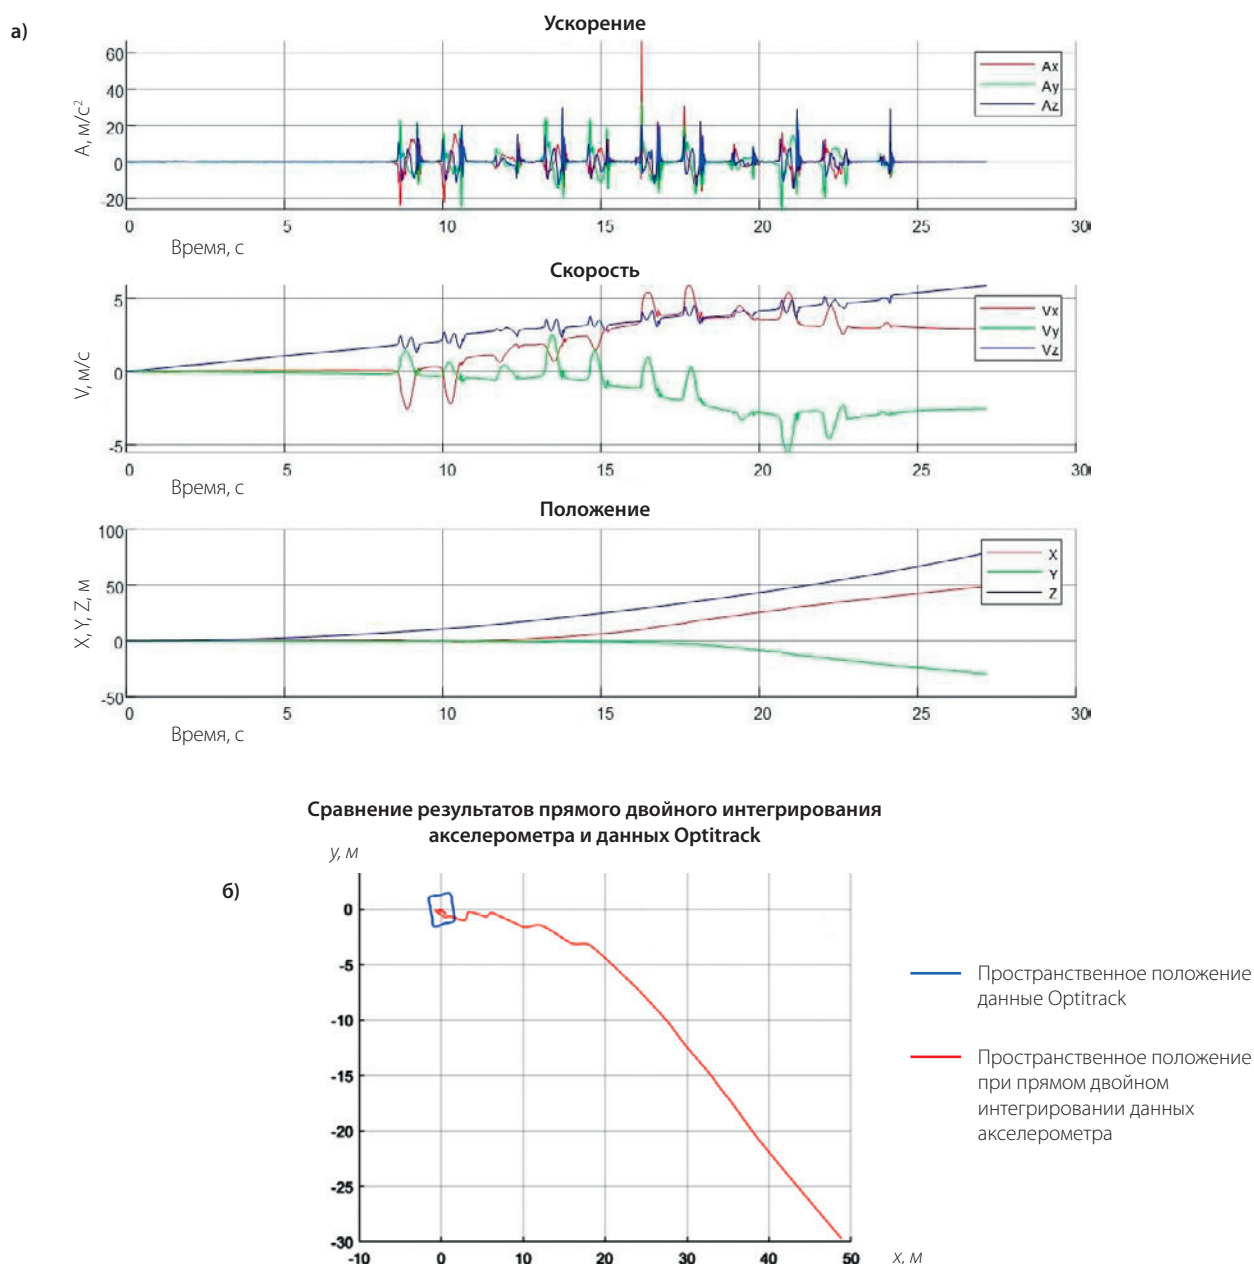 а)
Ускорение
A, м/с²
60
40
20
0
-20
Ax
Ay
Az
0 5 10 15 20 25 30
Время, с
Скорость
V, м/с
5
0
-5
Vx
Vy
Vz
0 5 10 15 20 25 30
Время, с
Положение
X, Y, Z, м
100
50
0
-50
X
Y
Z
0 5 10 15 20 25 30
Время, с
Сравнение результатов прямого двойного интегрирования
акселерометра и данных Optitrack
y, м
б)
0
-5
-10
-15
-20
-25
-30
-10 0 10 20 30 40 50
x, м
Пространственное положение
данные Optitrack
Пространственное положение
при прямом двойном
интегрировании данных
акселерометра